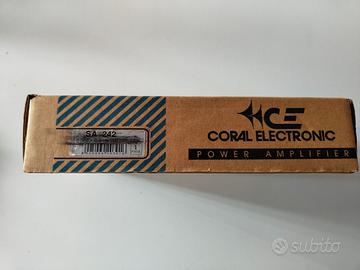 SA 242
CE
CORAL ELECTRONIC
POWER AMPLIFIER
subito